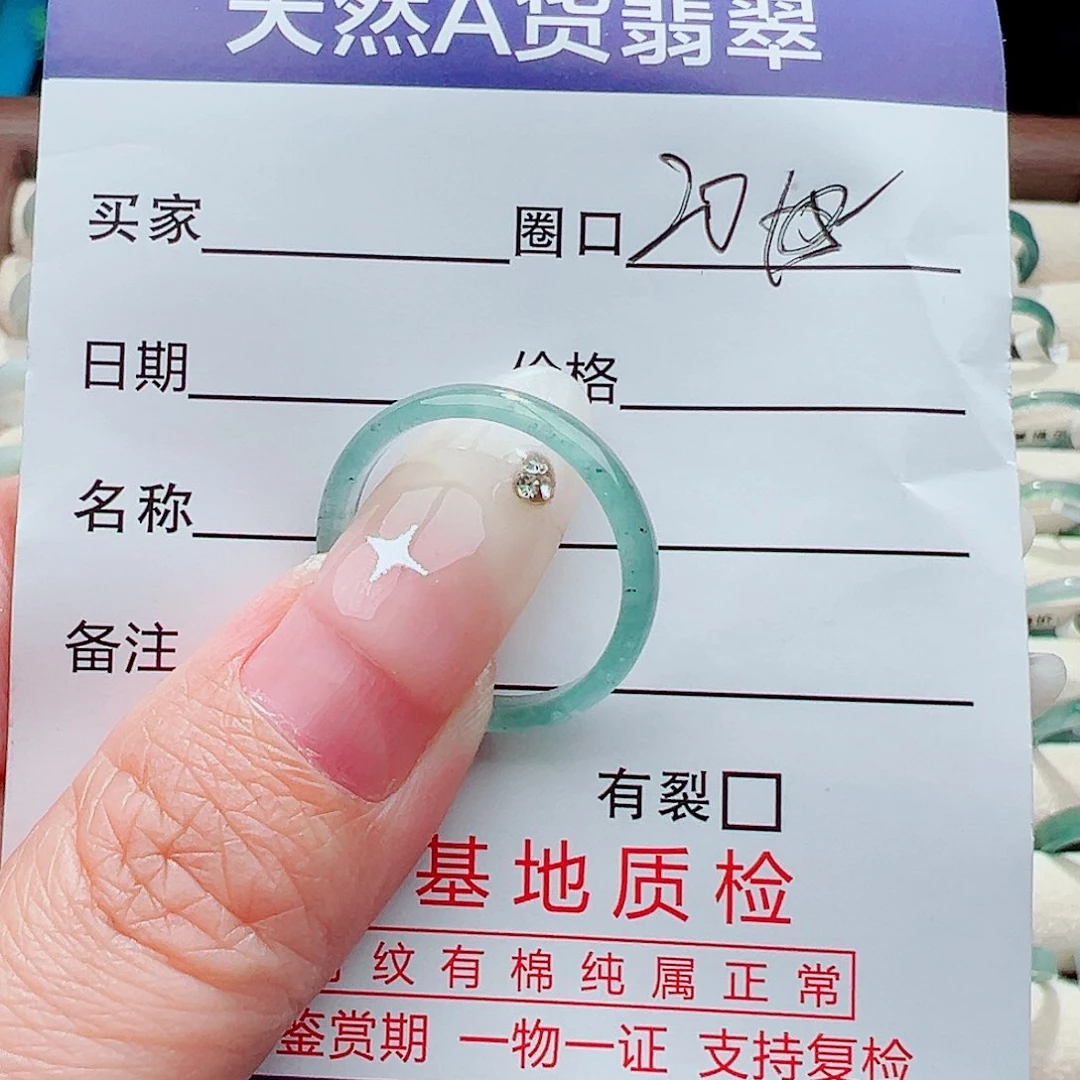 天然A货翡翠
买家 圈口 20
日期 价格
名称
备注
有裂□
基地质检
纹有棉纯属正常
鉴赏期 一物一证 支持复检